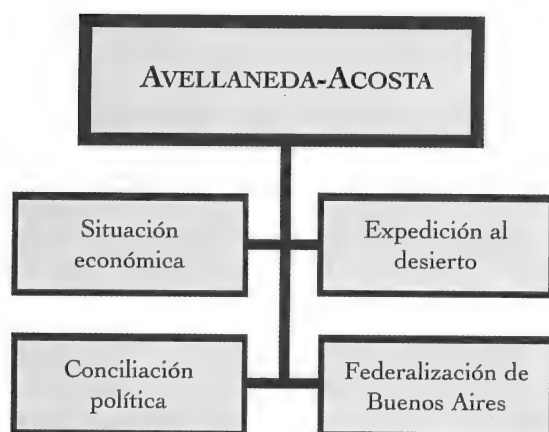 AVELLANEDA-ACOSTA
Situación
económica
Expedición al
desierto
Conciliación
política
Federalización de
Buenos Aires